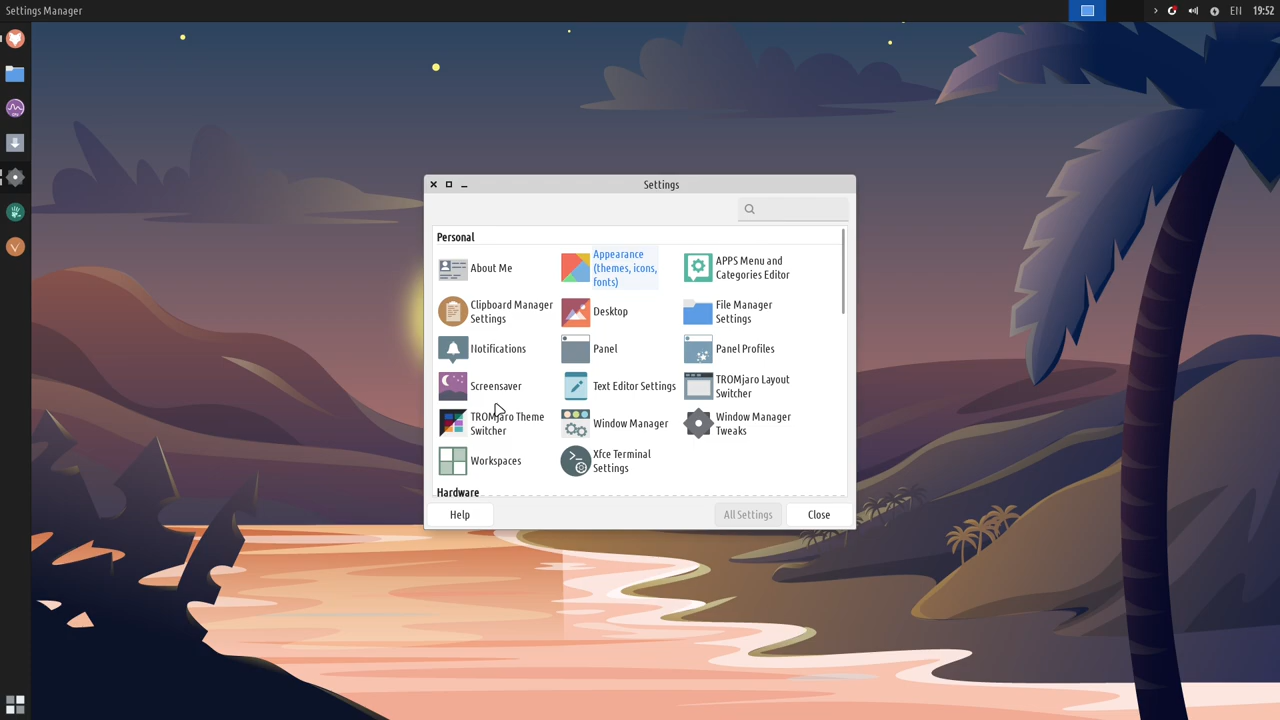 Settings Manager
EN
19:52
Settings
Personal
About Me
Appearance
(themes, icons,
fonts)
APPS Menu and
Categories Editor
Clipboard Manager
Settings
Desktop
File Manager
Settings
Notifications
Panel
Panel Profiles
Screensaver
Text Editor Settings
TROMjaro Layout
Switcher
TROMjaro Theme
Switcher
Window Manager
Window Manager
Tweaks
Workspaces
Xfce Terminal
Settings
Hardware
Help
All Settings
Close